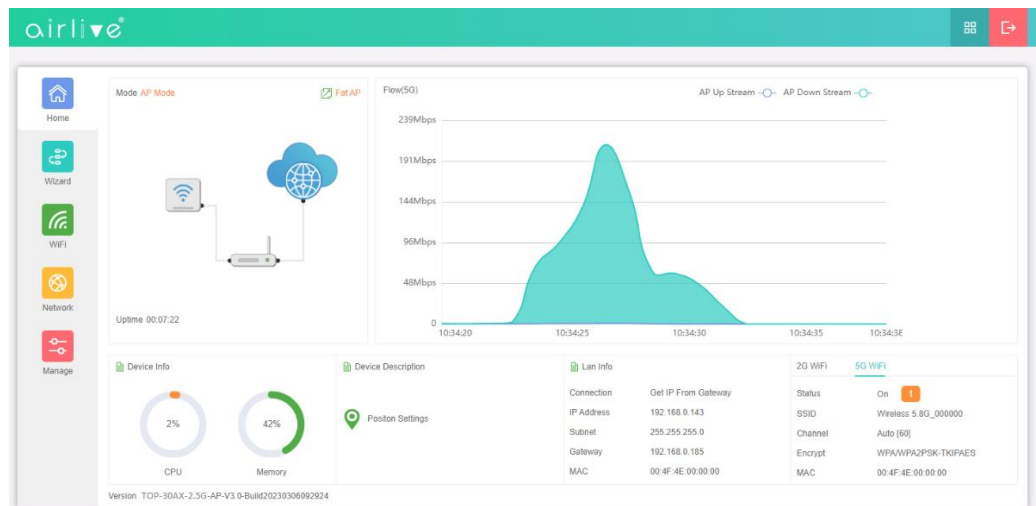 airlive®
Home
Wizard
WiFi
Network
Manage
Mode AP Mode
Fat AP
Uptime 00:07:22
Flow(5G)
AP Up Stream
AP Down Stream
239Mbps
191Mbps
144Mbps
96Mbps
48Mbps
0
10:34:20 10:34:25 10:34:30 10:34:35 10:34:38
Device Info
2%
42%
CPU Memory
Device Description
Positon Settings
Lan Info
Connection Get IP From Gateway
IP Address 192.168.0.143
Subnet 255.255.255.0
Gateway 192.168.0.185
MAC 00:4F:4E:00:00:00
2G WiFi 5G WiFi
Status On 1
SSID Wireless 5.8G_000000
Channel Auto [60]
Encrypt WPA/WPA2PSK-TKIPAES
MAC 00:4F:4E:00:00:00
Version TOP-30AX-2.5G-AP-V3.0-Build20230306092924